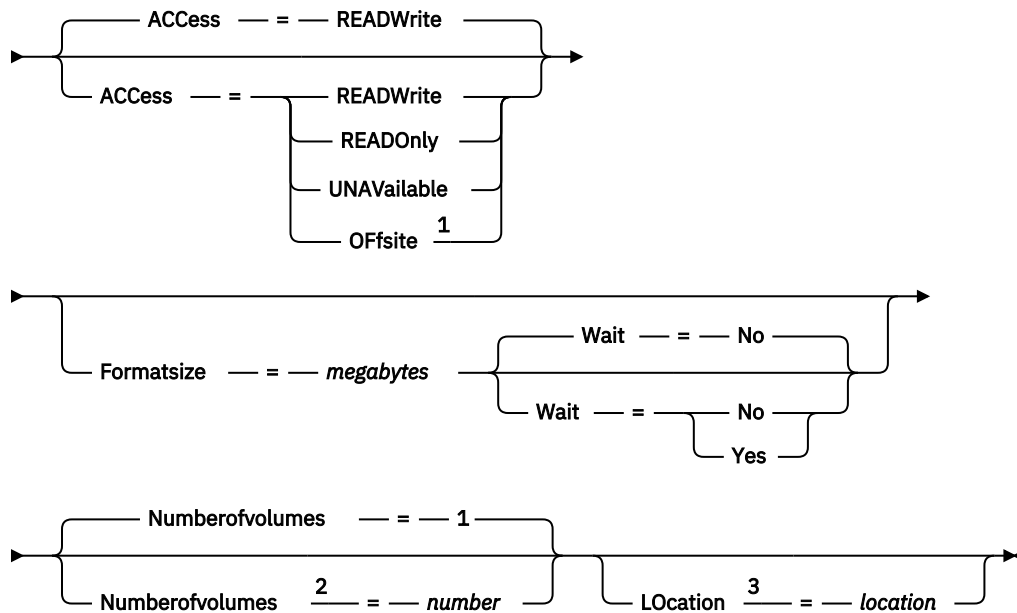 ACCess = READWrite
ACCess = READWrite
READOnly
UNAVailable
OFfsite 1
Wait = No
Formatsize = megabytes
Wait = No
Yes
Numberofvolumes = 1
Numberofvolumes 2 = number LOcation 3 = location